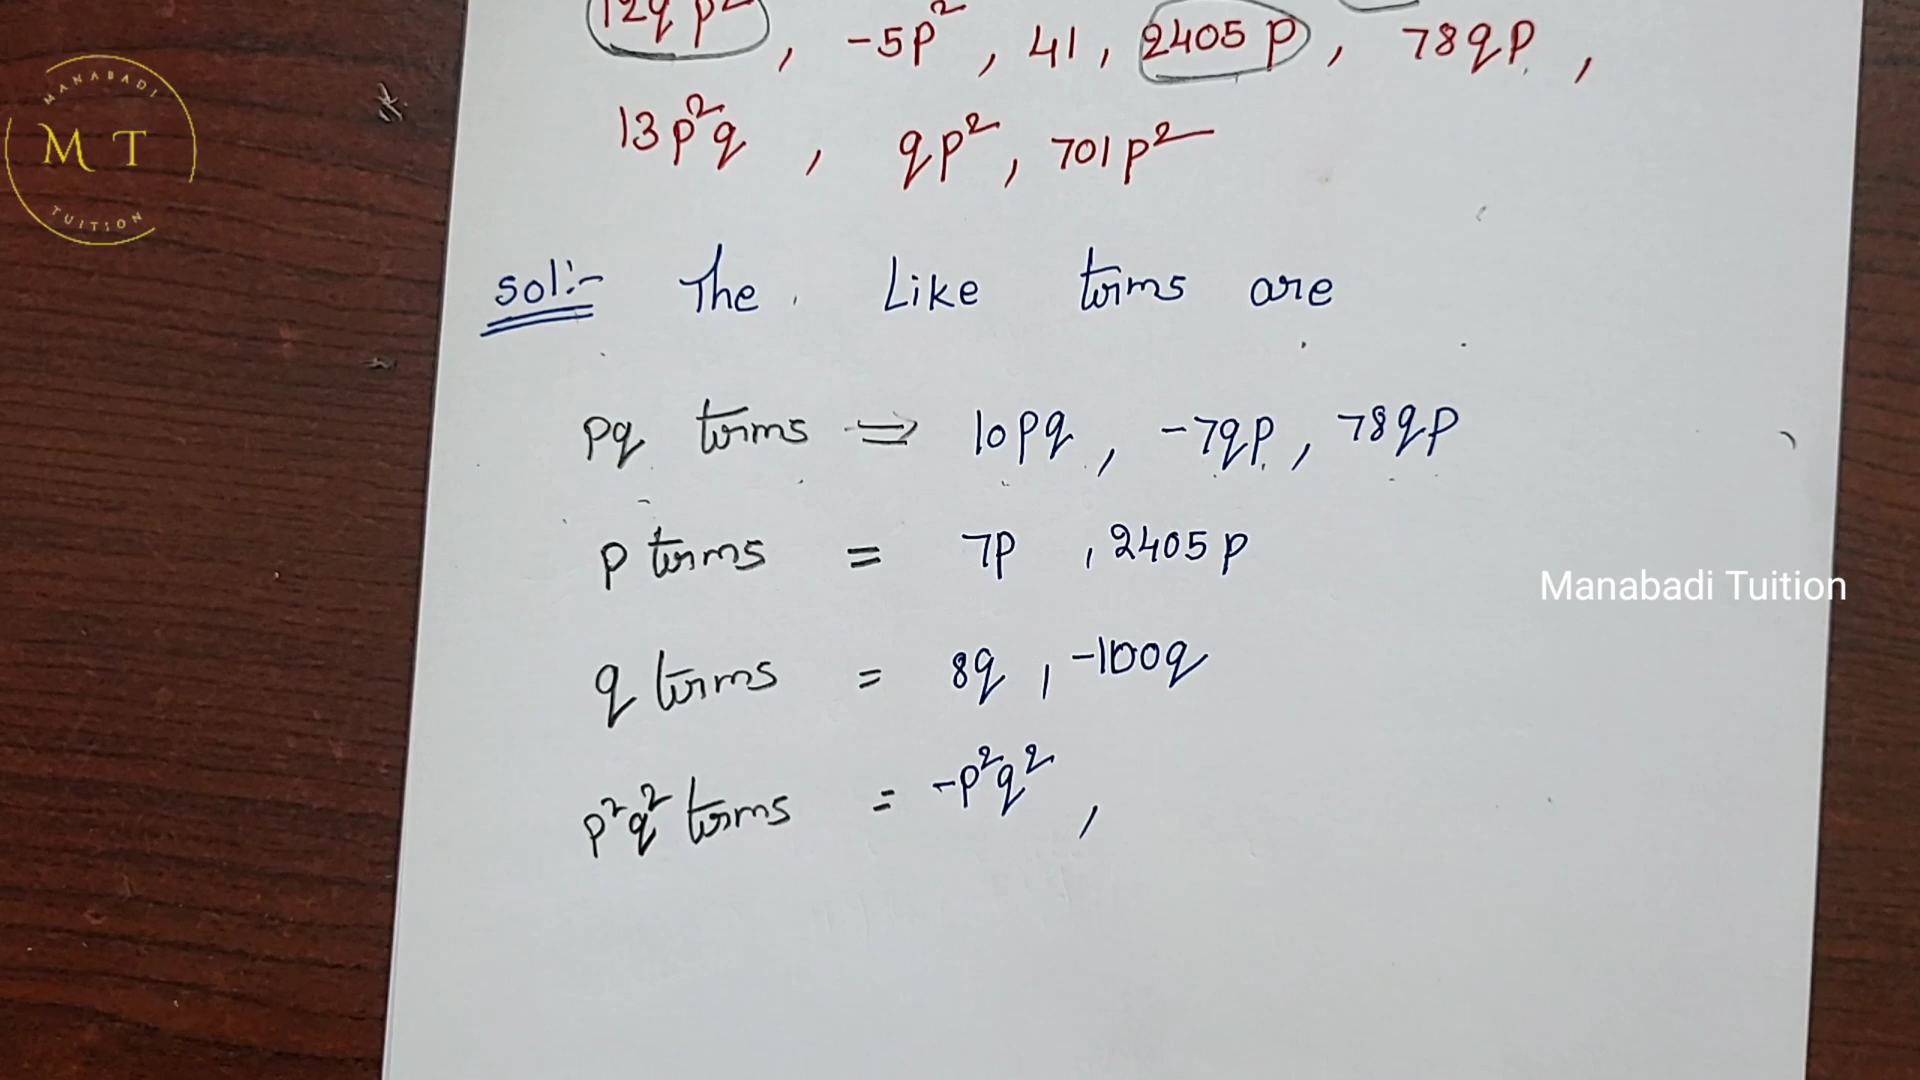 12qp², -5p², 41, 2405p, 78qp,
13p²q, qp², 701p²
Sol:- The Like terms are
pq terms ⇒ 10pq, -7qp, 78qp
p terms = 7p, 2405p
q terms = 8q, -100q
p²q² terms = -p²q²,
MANABADI
MT
TUITION
Manabadi Tuition